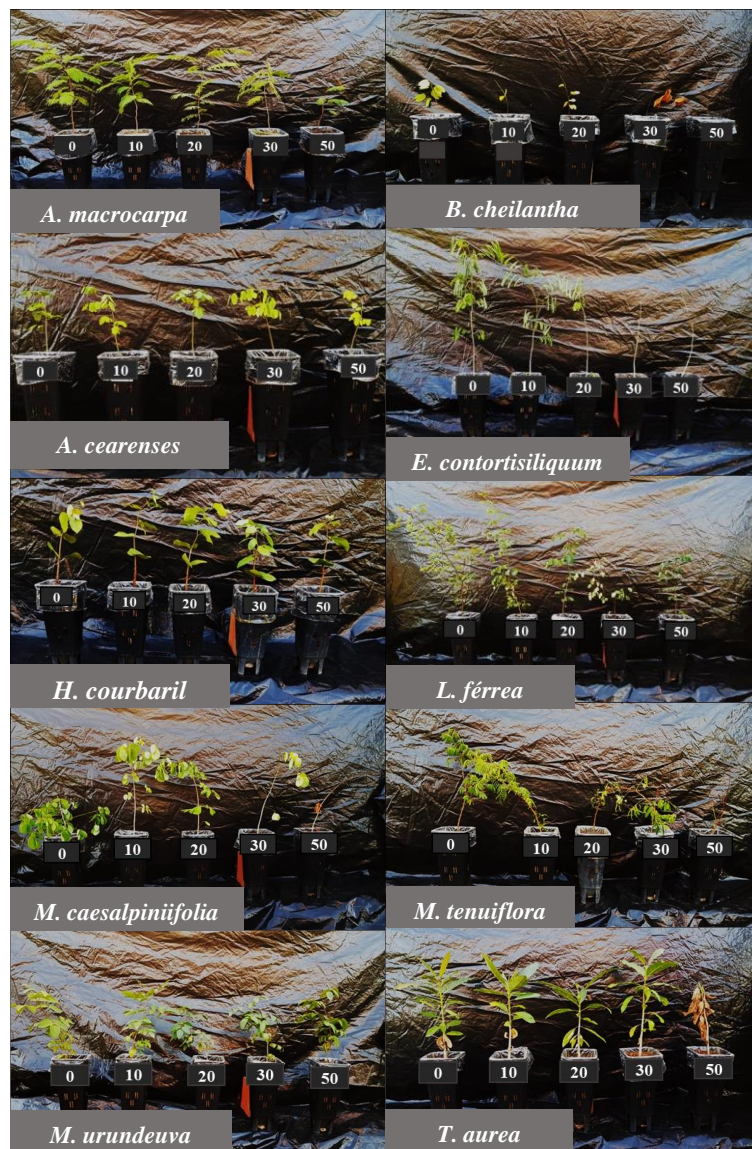 0 10 20 30 50
A. macrocarpa
0 10 20 30 50
B. cheilantha
0 10 20 30 50
A. cearenses
0 10 20 30 50
E. contortisiliquum
0 10 20 30 50
H. courbaril
0 10 20 30 50
L. férrea
0 10 20 30 50
M. caesalpiniifolia
0 10 20 30 50
M. tenuiflora
0 10 20 30 50
M. urundeuva
0 10 20 30 50
T. aurea